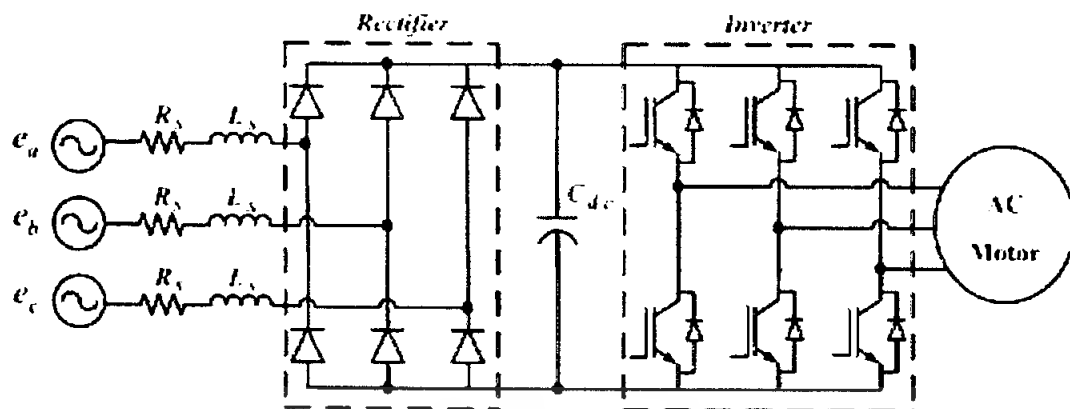 Rectifier
Inverter
e_a
R_s
L_s
e_b
R_s
L_s
e_c
R_s
L_s
C_dc
AC
Motor